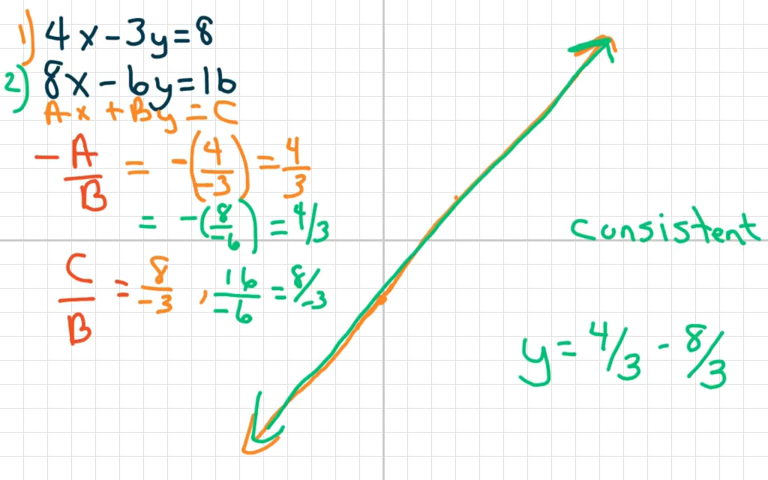 1) 4x-3y=8
2) 8x-6y=16
Ax+By=C
-A/B = -(4/-3) = 4/3
= -(8/-6) = 4/3
C/B = 8/-3, 16/-6 = 8/-3
consistent
y = 4/3 - 8/3